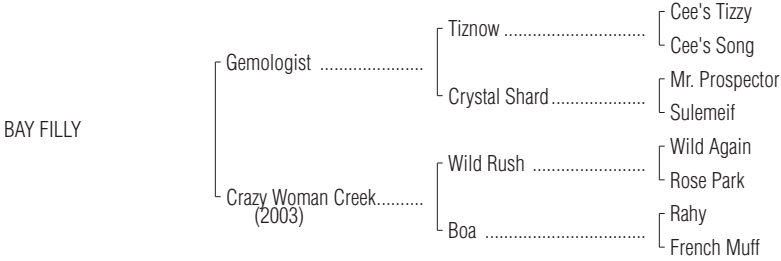 Cee's Tizzy
Tiznow ..............................
Cee's Song
Gemologist ......................
Mr. Prospector
Crystal Shard....................
Sulemeif
BAY FILLY
Wild Again
Wild Rush ........................
Rose Park
Crazy Woman Creek..........
(2003)
Rahy
Boa ..................................
French Muff